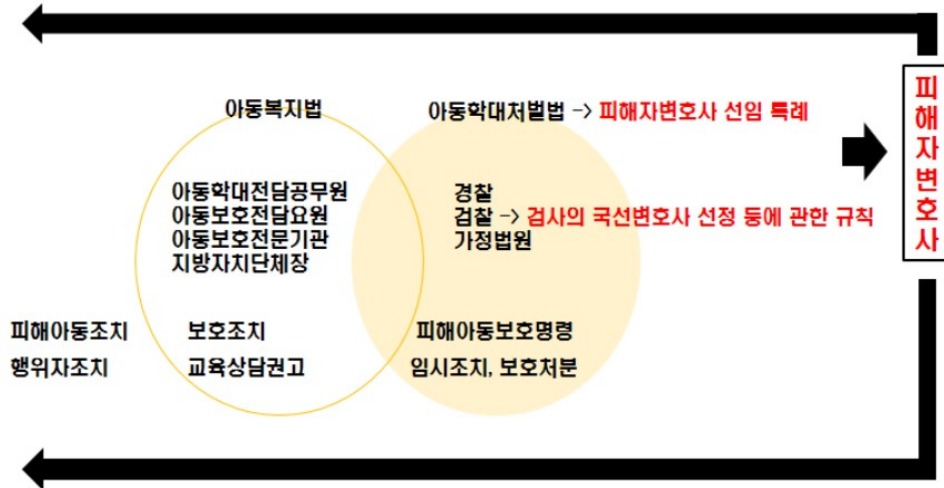 아동복지법
아동학대처벌법 -> 피해자변호사 선임 특례
아동학대전담공무원
아동보호전담요원
아동보호전문기관
지방자치단체장
경찰
검찰 -> 검사의 국선변호사 선정 등에 관한 규칙
가정법원
피해아동조치 보호조치 피해아동보호명령
행위자조치 교육상담권고 임시조치, 보호처분
피해자변호사